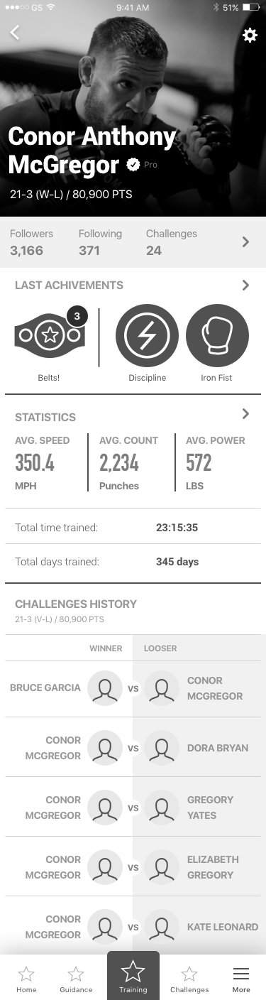 GS 9:41 AM 51%
Conor Anthony
McGregor Pro
21-3 (W-L) / 80,900 PTS
Followers Following Challenges
3,166 371 24
LAST ACHIVEMENTS
3
Belts! Discipline Iron Fist
STATISTICS
AVG. SPEED AVG. COUNT AVG. POWER
350.4 2,234 572
MPH Punches LBS
Total time trained: 23:15:35
Total days trained: 345 days
CHALLENGES HISTORY
21-3 (V-L) / 80,900 PTS
WINNER LOOSER
BRUCE GARCIA VS CONOR
MCGREGOR
CONOR
MCGREGOR VS DORA BRYAN
CONOR
MCGREGOR VS GREGORY
YATES
CONOR
MCGREGOR VS ELIZABETH
GREGORY
CONOR
MCGREGOR VS KATE LEONARD
Home Guidance Training Challenges More